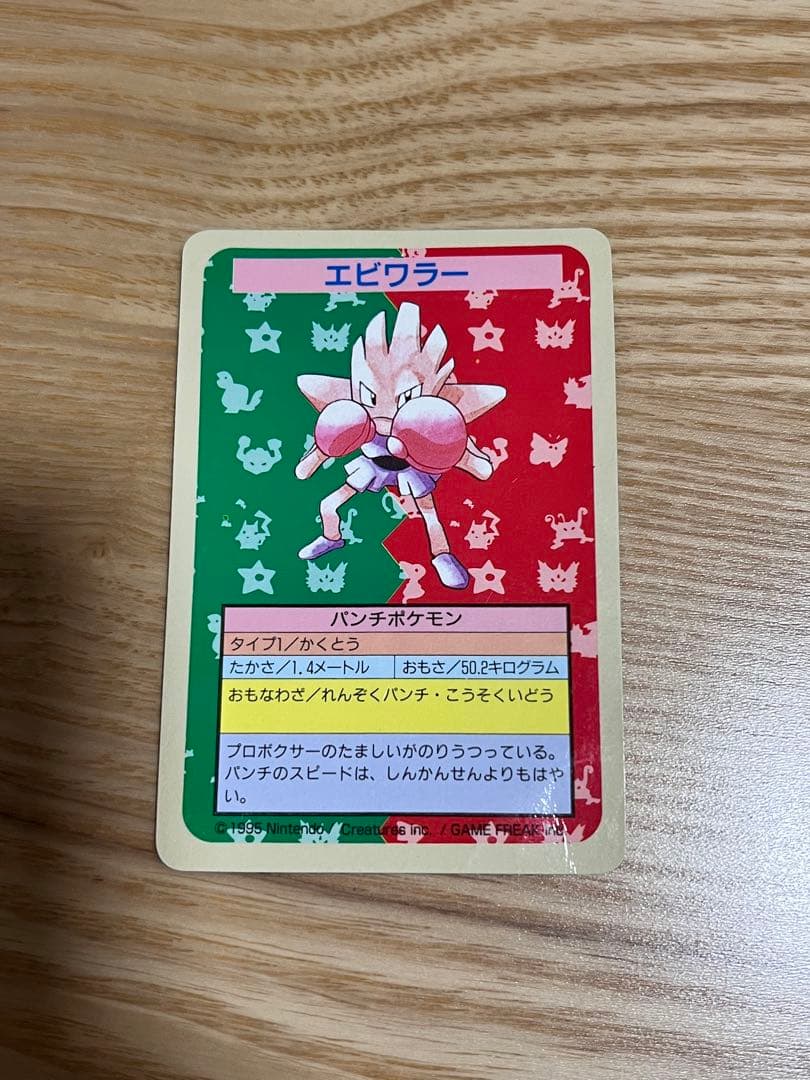 エビワラー
パンチポケモン
タイプ1／かくとう
たかさ／1.4メートル
おもさ／50.2キログラム
おもなわざ／れんぞくパンチ・こうそくいどう
プロボクサーのたましいがのりうつっている。
パンチのスピードは、しんかんせんよりもはや
い。
©1995 Nintendo / Creatures inc. / GAME FREAK inc